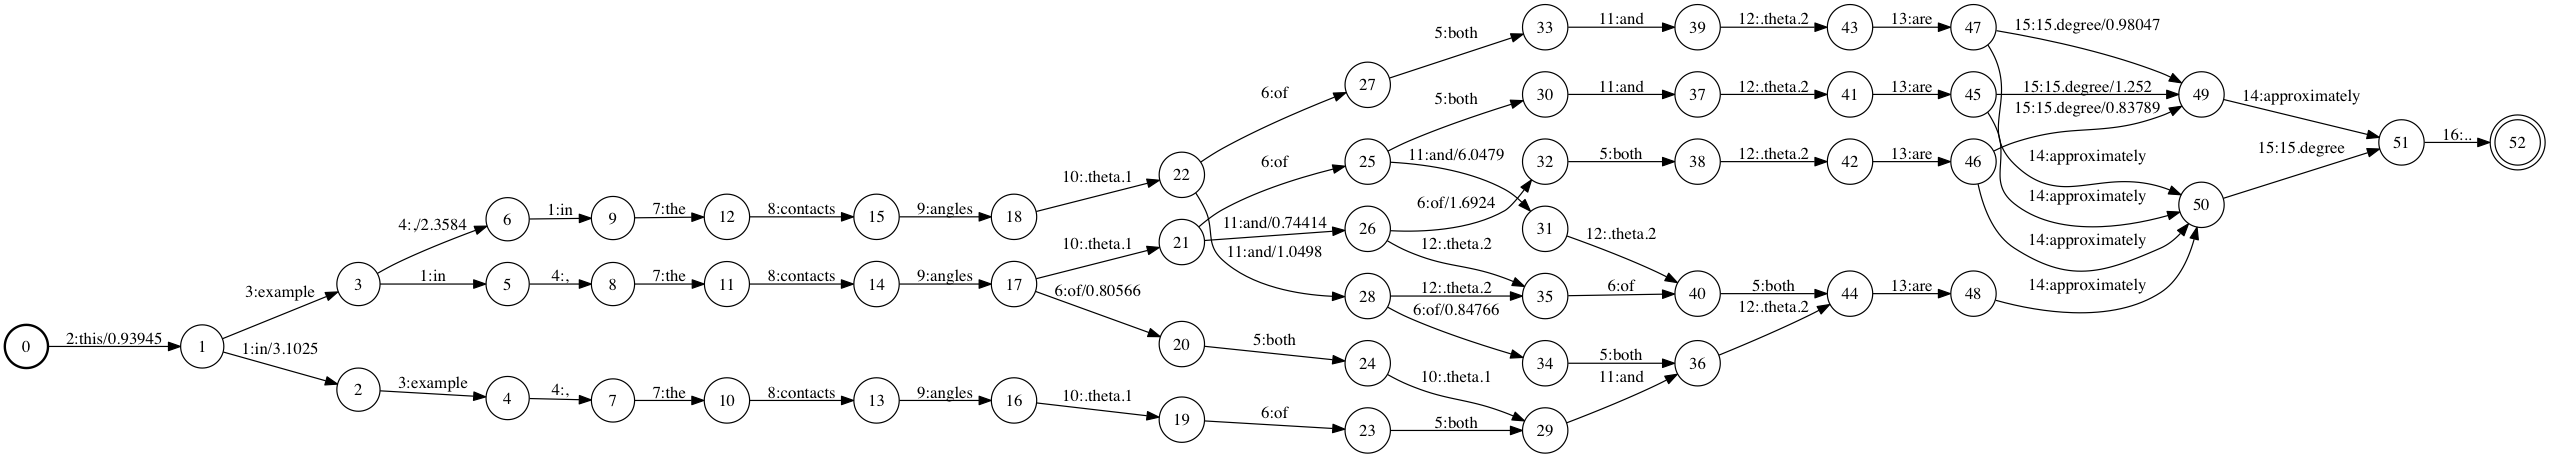 33
11:and
39
12:.theta.2
43
13:are
47
15:15.degree/0.98047
5:both
27
6:of
30
5:both
11:and
37
12:.theta.2
41
13:are
45
15:15.degree/1.252
49
14:approximately
15:15.degree/0.83789
25
6:of
11:and/6.0479
32
5:both
38
12:.theta.2
42
13:are
46
14:approximately
15:15.degree
51
16:..
52
22
10:.theta.1
6:of/1.6924
14:approximately
50
6
4:,/2.3584
1:in
9
7:the
12
8:contacts
15
9:angles
18
21
10:.theta.1
11:and/0.74414
26
12:.theta.2
31
12:.theta.2
14:approximately
11:and/1.0498
3
3:example
1:in
5
4:,
8
7:the
11
8:contacts
14
9:angles
17
6:of/0.80566
28
12:.theta.2
6:of/0.84766
35
6:of
40
5:both
12:.theta.2
44
13:are
48
14:approximately
0
2:this/0.93945
1
1:in/3.1025
20
5:both
24
10:.theta.1
34
5:both
11:and
36
2
3:example
4
4:,
7
7:the
10
8:contacts
13
9:angles
16
10:.theta.1
19
6:of
23
5:both
29